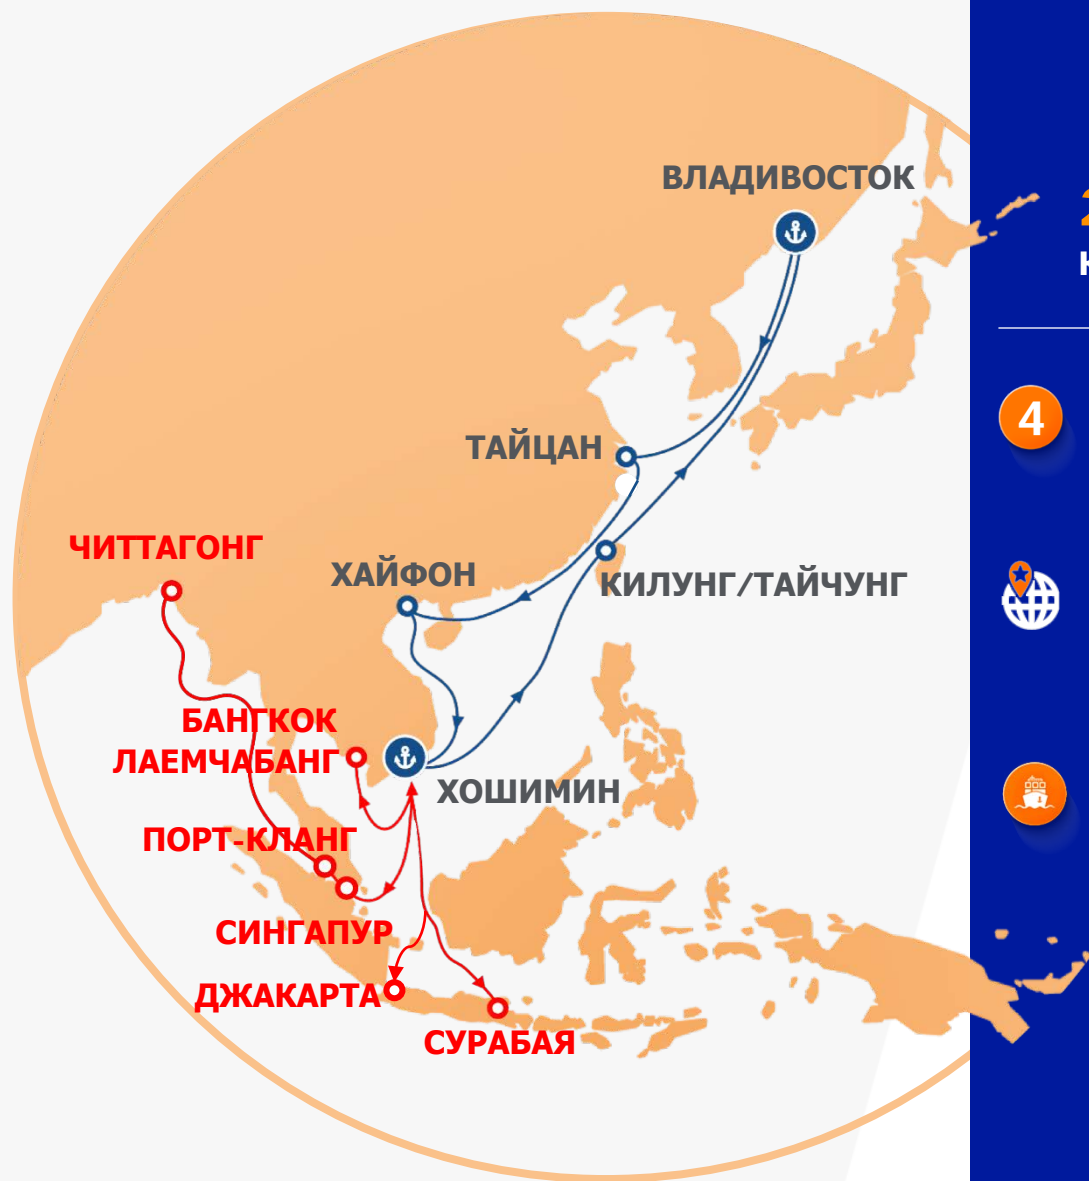 ВЛАДИВОСТОК
4
ТАЙЦАН
ЧИТТАГОНГ
ХАЙФОН
КИЛУНГ/ТАЙЧУНГ
БАНГКОК
ЛАЕМЧАБАНГ
ХОШИМИН
ПОРТ-КЛАНГ
СИНГАПУР
ДЖАКАРТА
СУРАБАЯ